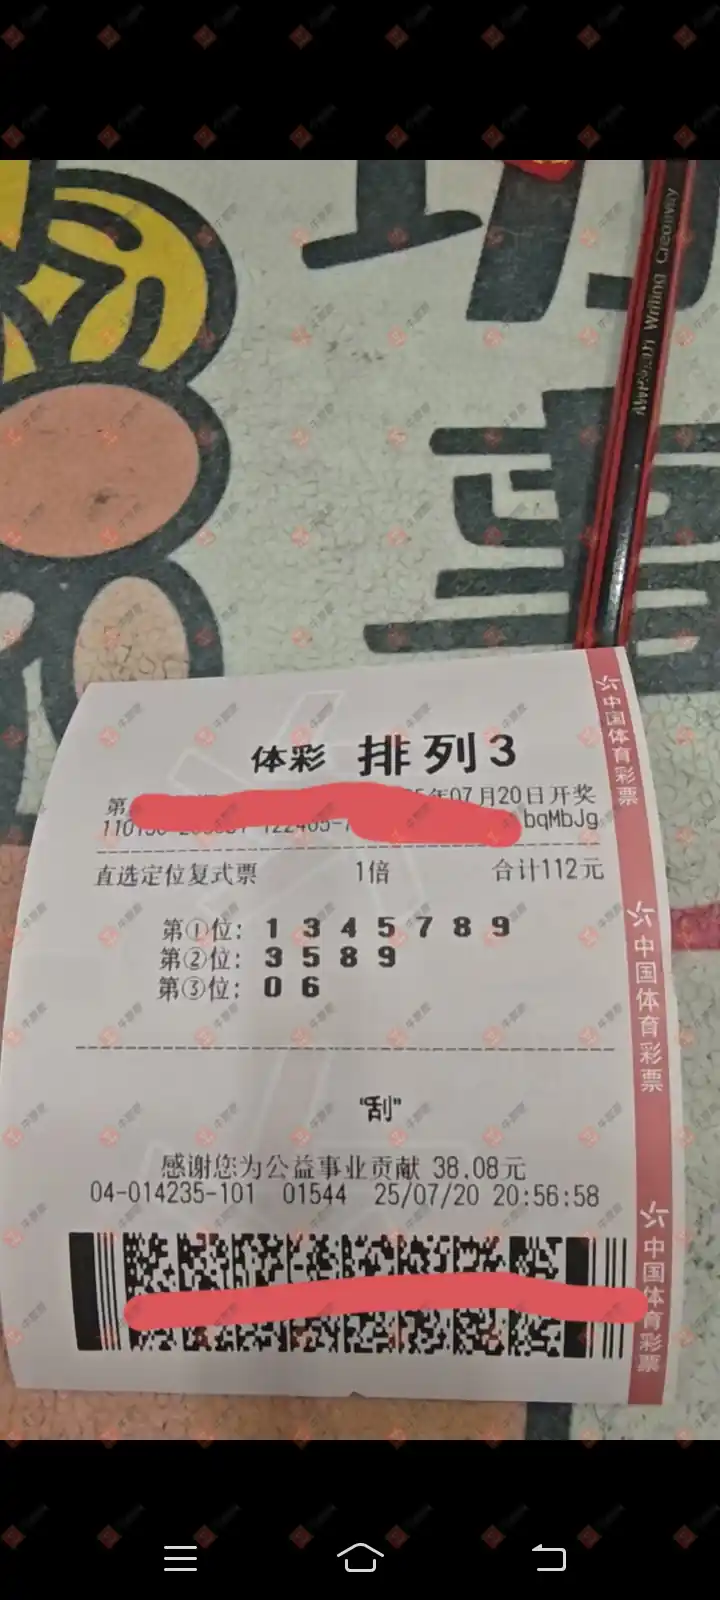 Writing Creativey
体彩 排列3
第
年07月20日开奖
bqMbJg
直选定位复式票 1倍 合计112元
第①位: 1 3 4 5 7 8 9
第②位: 3 5 8 9
第③位: 0 6
“刮”
感谢您为公益事业贡献 38.08元
04-014235-101 01544 25/07/20 20:56:58
中国体育彩票
中国体育彩票
中国体育彩票